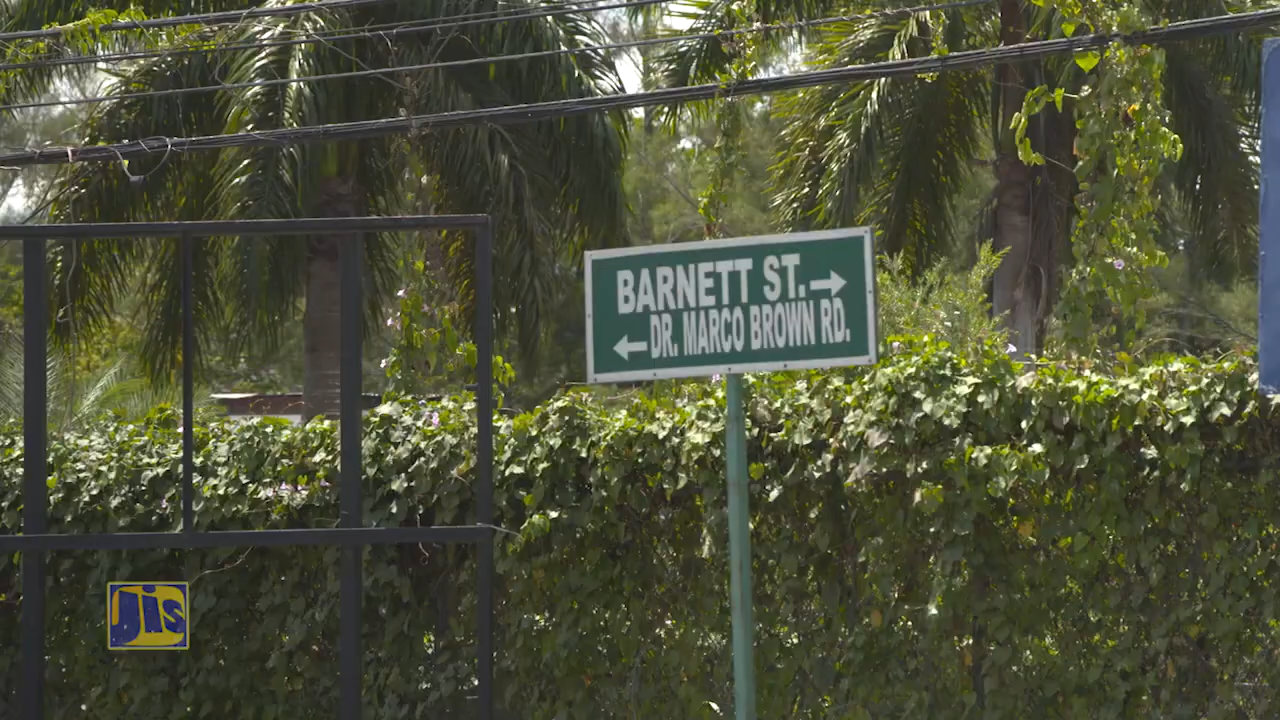 BARNETT ST. →
← DR. MARCO BROWN RD.
Jis